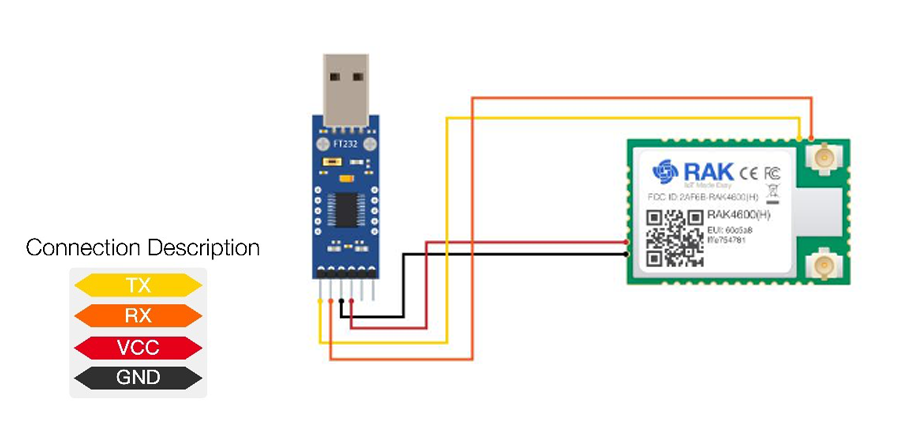 FT232
RAK CE FC
IoT Made Easy
FCC ID:2AF6B-RAK4600(H)
RAK4600(H)
EUI: 60c5a8
fffe754781
Connection Description
TX
RX
VCC
GND